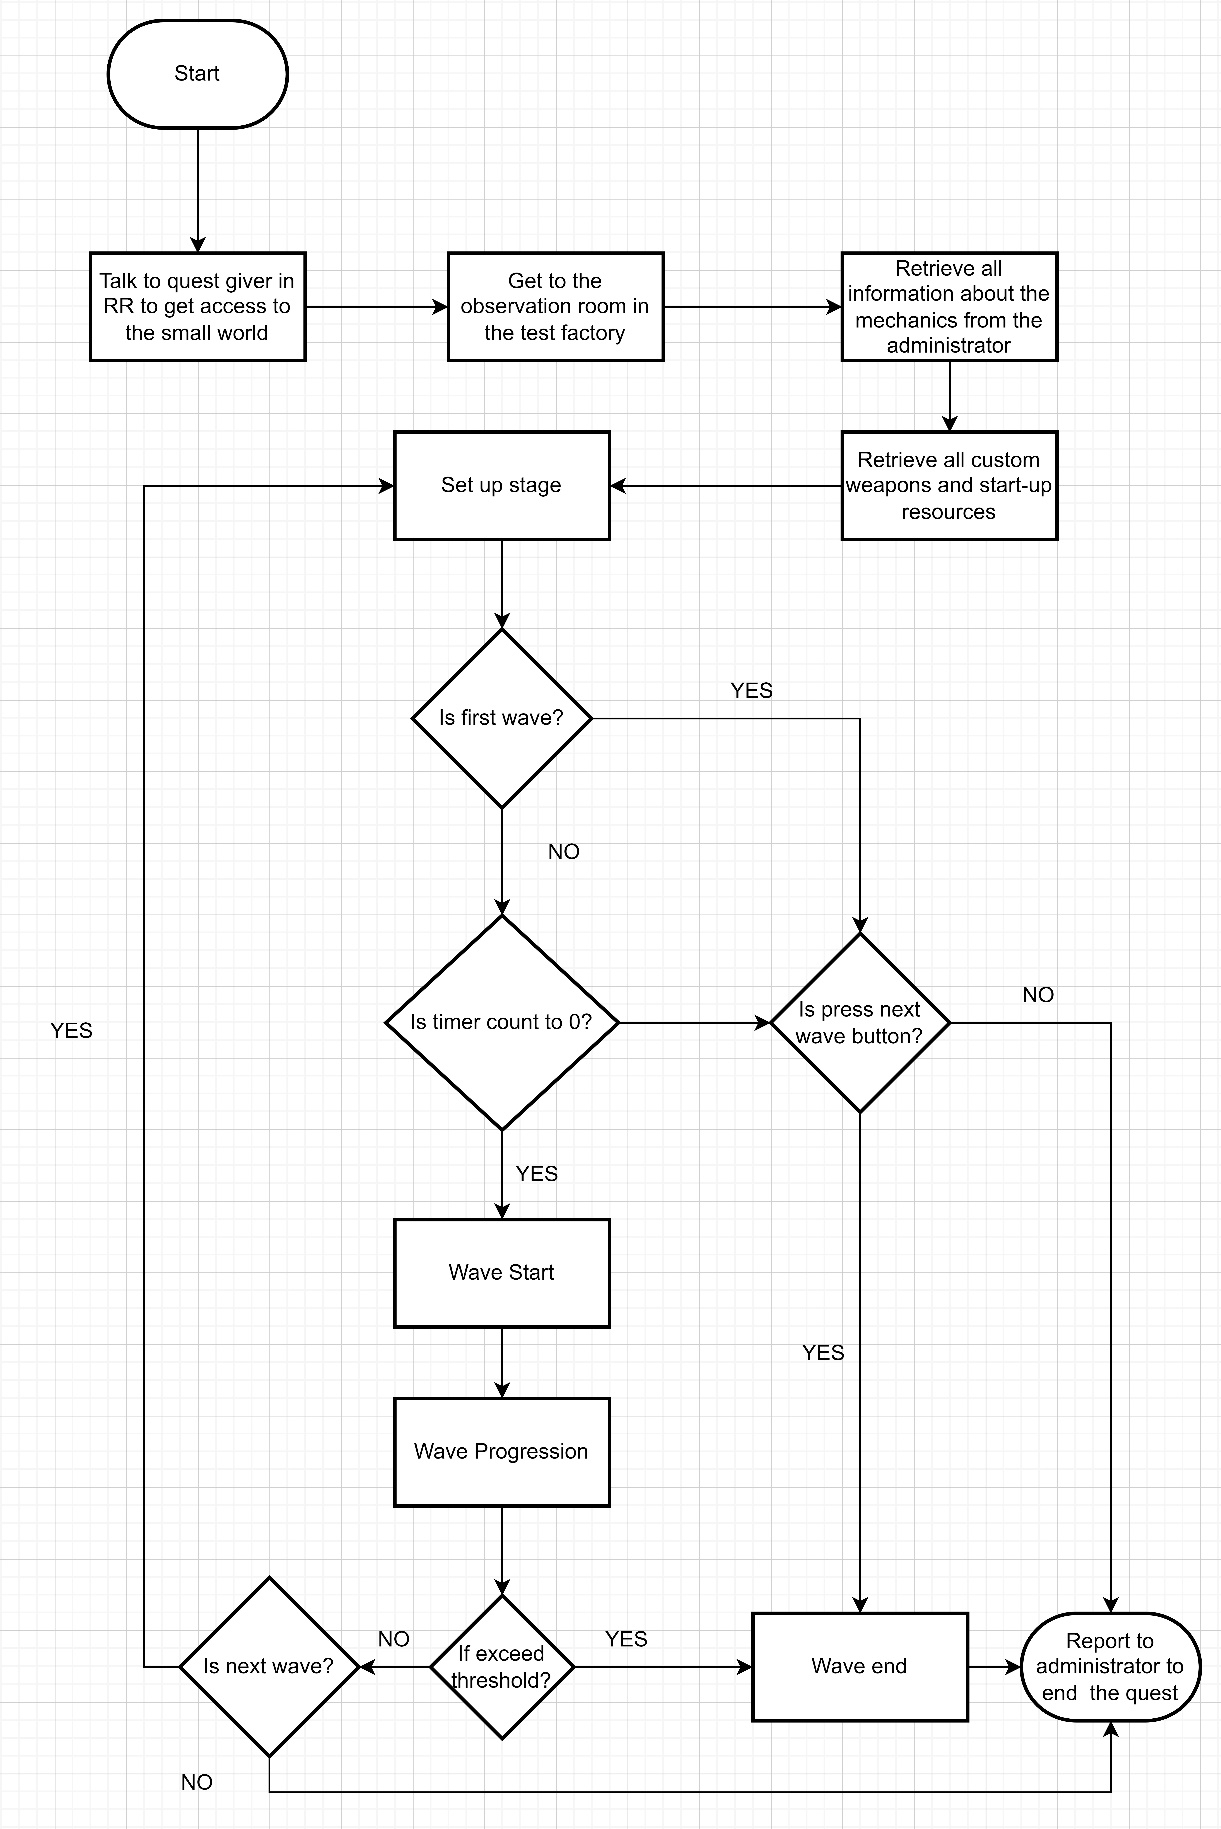 Start
Talk to quest giver in
RR to get access to
the small world
Get to the
observation room in
the test factory
Retrieve all
information about the
mechanics from the
administrator
Set up stage
Retrieve all custom
weapons and start-up
resources
Is first wave?
YES
NO
Is timer count to 0?
Is press next
wave button?
NO
YES
YES
Wave Start
YES
Wave Progression
Is next wave?
NO
If exceed
threshold?
YES
Wave end
Report to
administrator to
end  the quest
NO